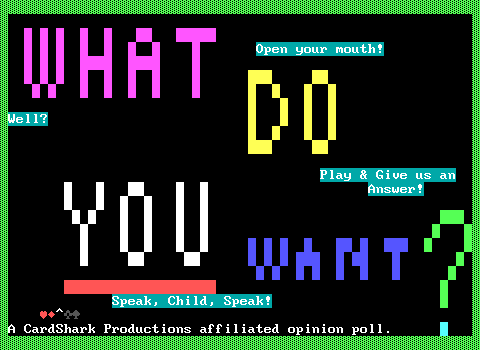 WHAT
Open your mouth!
DO
Well?
Play & Give us an
Answer!
YOU
WANT?
Speak, Child, Speak!
♥♦^♣♠
A CardShark Productions affiliated opinion poll.